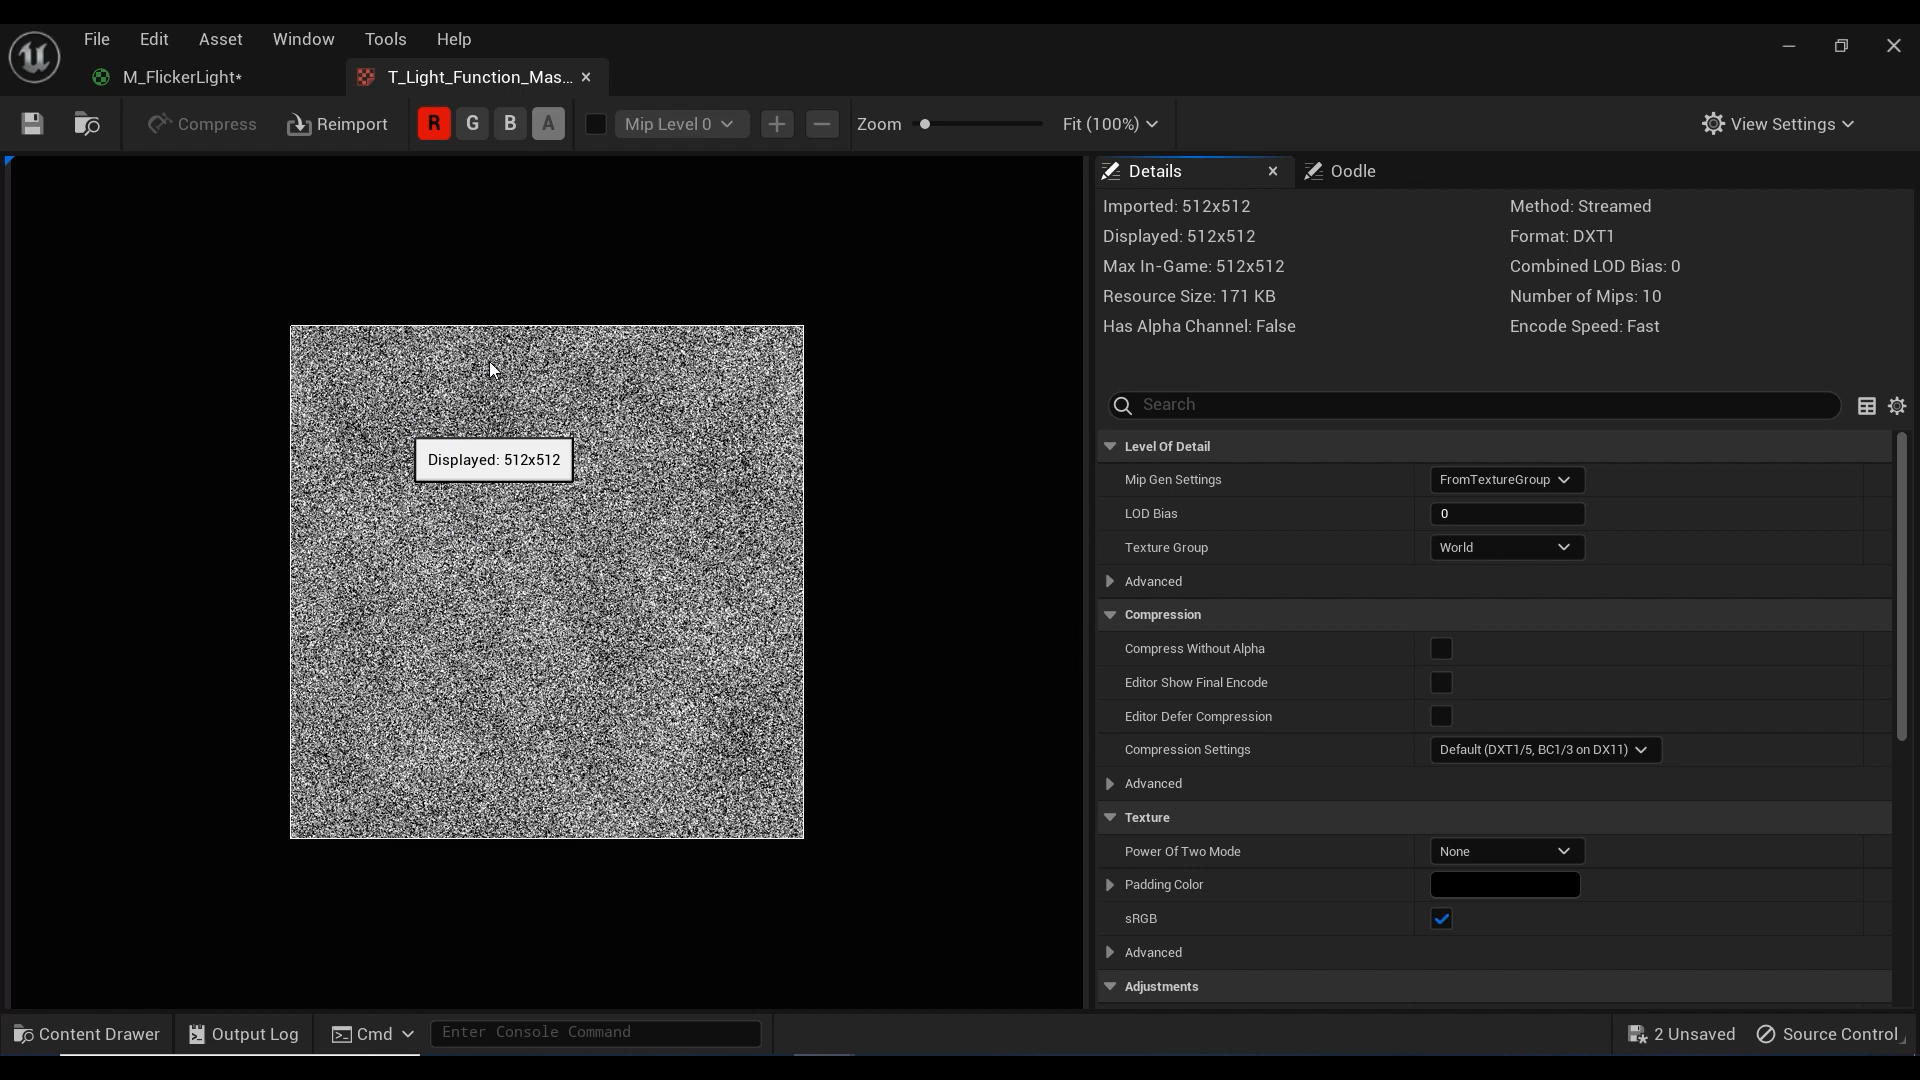 File Edit Asset Window Tools Help
M_FlickerLight* T_Light_Function_Mas...
Compress Reimport R G B A Mip Level 0 Zoom Fit (100%) View Settings
Details Oodle
Imported: 512x512 Method: Streamed
Displayed: 512x512 Format: DXT1
Max In-Game: 512x512 Combined LOD Bias: 0
Resource Size: 171 KB Number of Mips: 10
Has Alpha Channel: False Encode Speed: Fast
Search
Level Of Detail
Mip Gen Settings FromTextureGroup
LOD Bias 0
Texture Group World
Advanced
Compression
Compress Without Alpha
Editor Show Final Encode
Editor Defer Compression
Compression Settings Default (DXT1/5, BC1/3 on DX11)
Advanced
Texture
Power Of Two Mode None
Padding Color
sRGB
Advanced
Adjustments
Displayed: 512x512
Content Drawer Output Log Cmd Enter Console Command 2 Unsaved Source Control